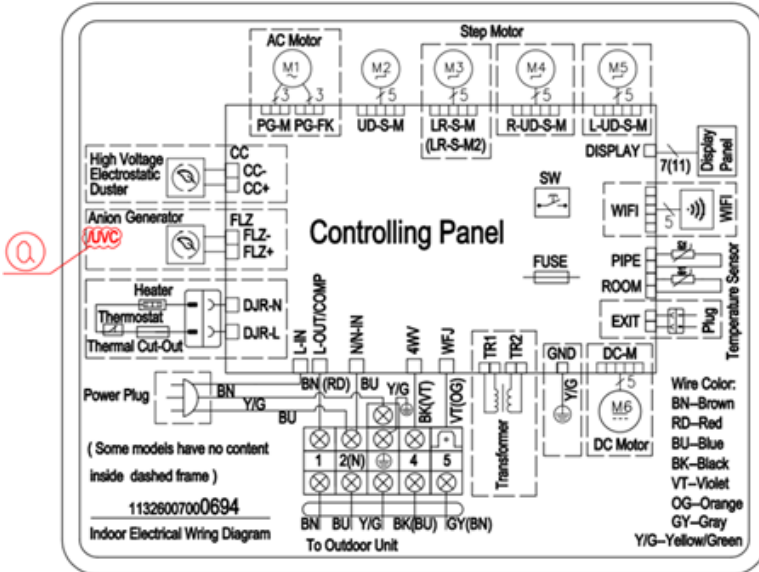 AC Motor
Step Motor
M1
M2
M3
M4
M5
3
3
5
5
5
5
PG-M PG-FK
UD-S-M
LR-S-M
(LR-S-M2)
R-UD-S-M
L-UD-S-M
High Voltage
Electrostatic
Duster
CC
CC-
CC+
DISPLAY
7(11)
Display
Panel
Anion Generator
/UVC
a
FLZ
FLZ-
FLZ+
SW
WIFI
5
WIFI
Controlling Panel
FUSE
PIPE
ROOM
R2
R1
Temperature Sensor
Heater
Thermostat
Thermal Cut-Out
DJR-N
DJR-L
EXIT
Plug
L-IN
L-OUT/COMP
N/N-IN
4WV
WFJ
TR1
TR2
GND
DC-M
Power Plug
BN
BN
(RD)
BU
Y/G
BK(VT)
VT(OG)
Y/G
5
Y/G
BU
Transformer
M6
DC Motor
Wire Color:
BN–Brown
RD–Red
BU–Blue
BK–Black
VT–Violet
OG–Orange
GY–Gray
Y/G–Yellow/Green
( Some models have no content
inside dashed frame )
1
2(N)
4
5
11326007000694
Indoor Electrical Wring Diagram
BN
BU
Y/G
BK(BU)
GY(BN)
To Outdoor Unit